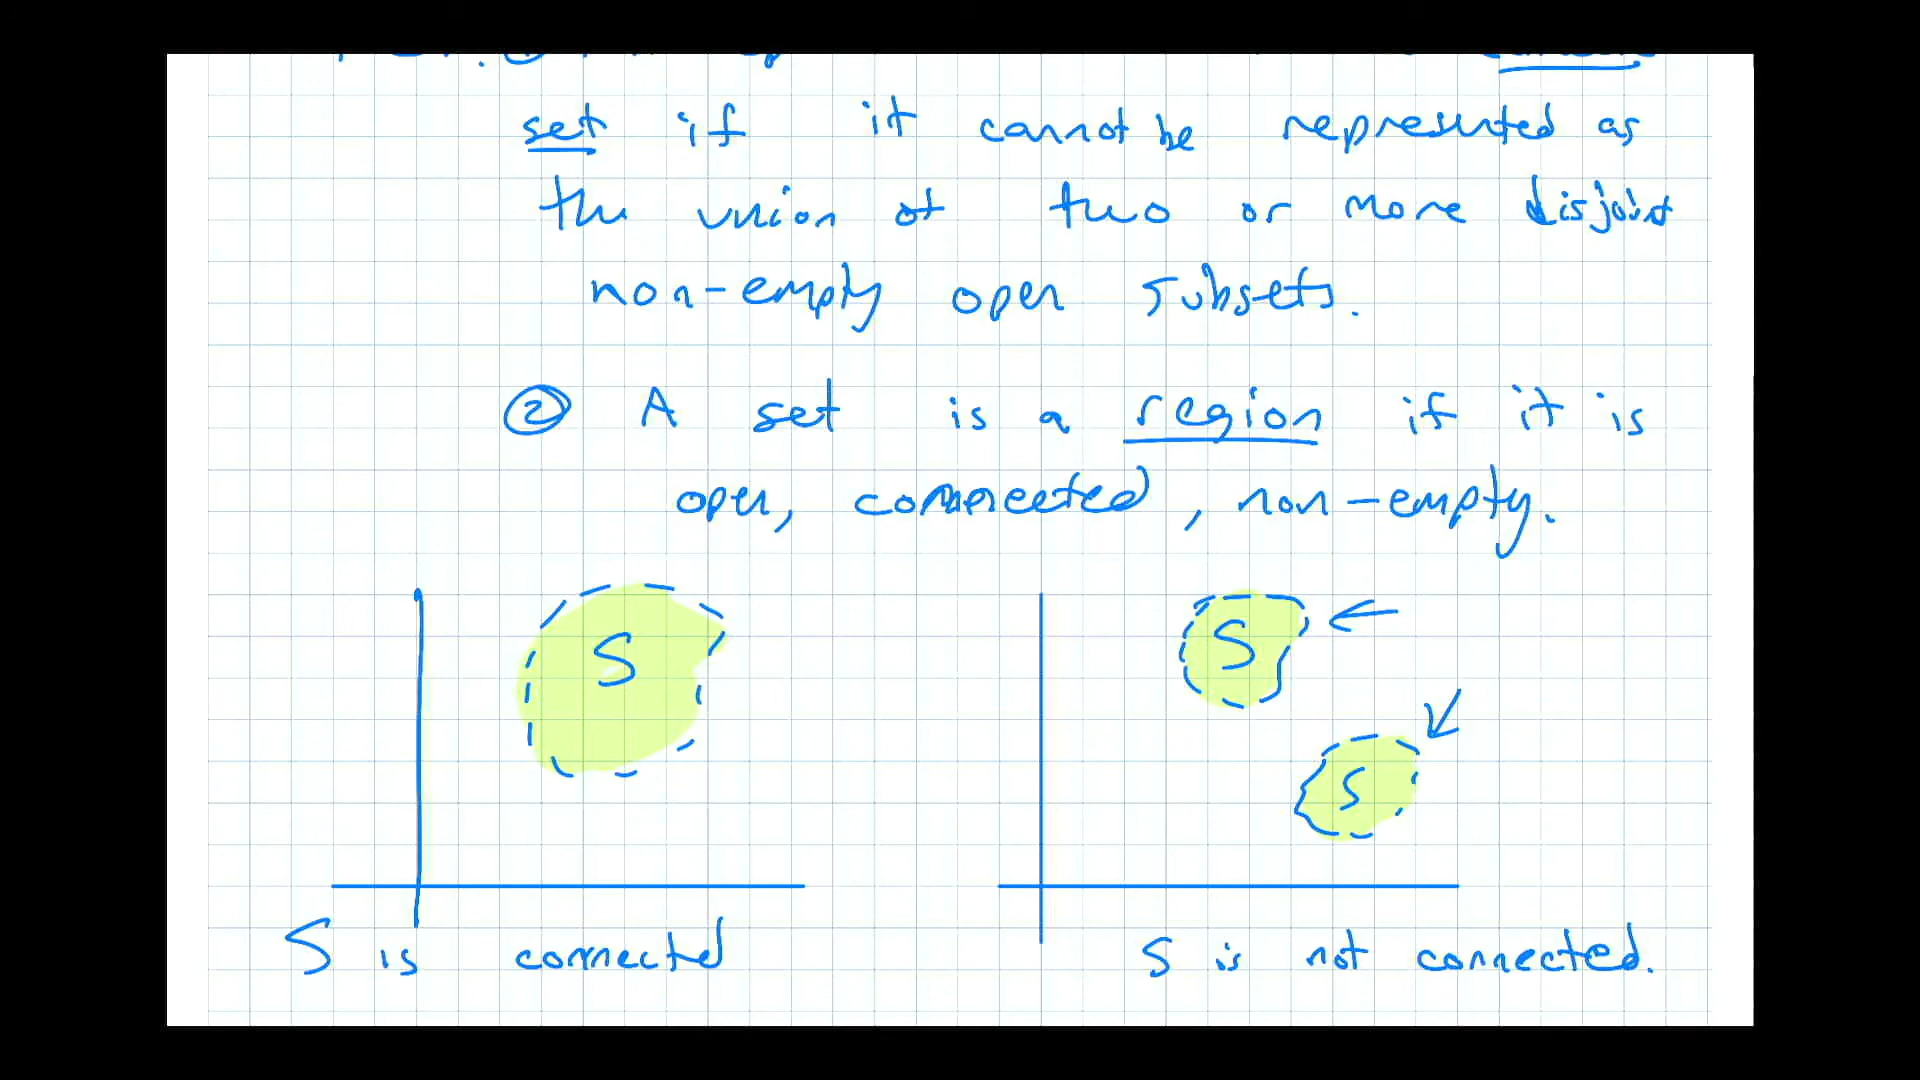 set if it cannot be represented as
the union of two or more disjoint
non-empty open subsets.
② A set is a region if it is
open, connected, non-empty.
S
S
S
S is connected
S is not connected.